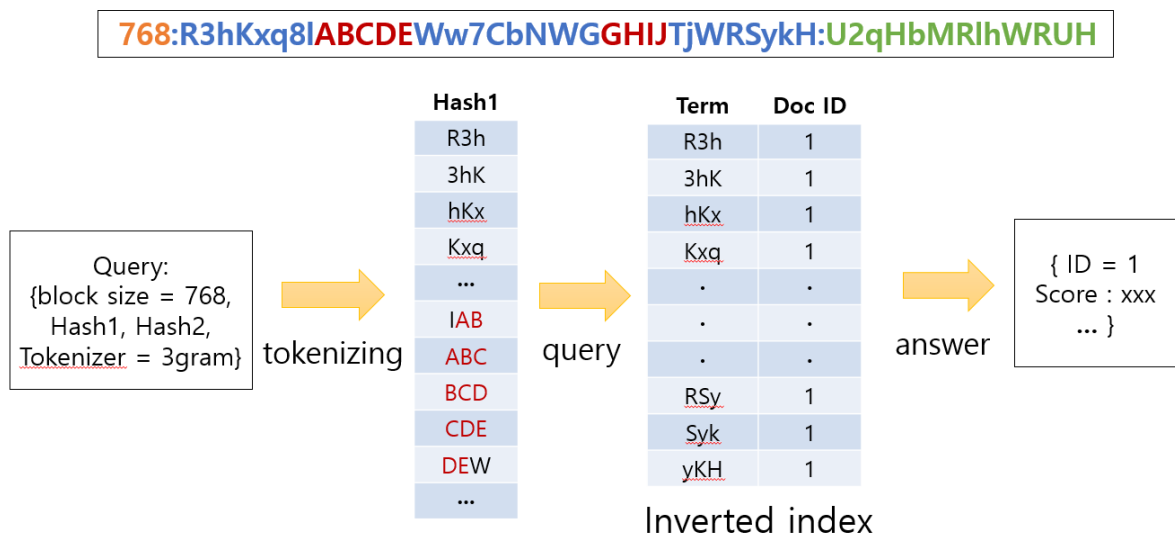 768:R3hKxq8lABCDEWw7CbNWGGHIJTjWRSykH:U2qHbMRlhWRUH
Query:
{block size = 768,
Hash1, Hash2,
Tokenizer = 3gram}
tokenizing
Hash1
R3h
3hK
hKx
Kxq
...
IAB
ABC
BCD
CDE
DEW
...
query
Term Doc ID
R3h 1
3hK 1
hKx 1
Kxq 1
. .
. .
. .
RSy 1
Syk 1
yKH 1
Inverted index
answer
{ ID = 1
Score : xxx
... }